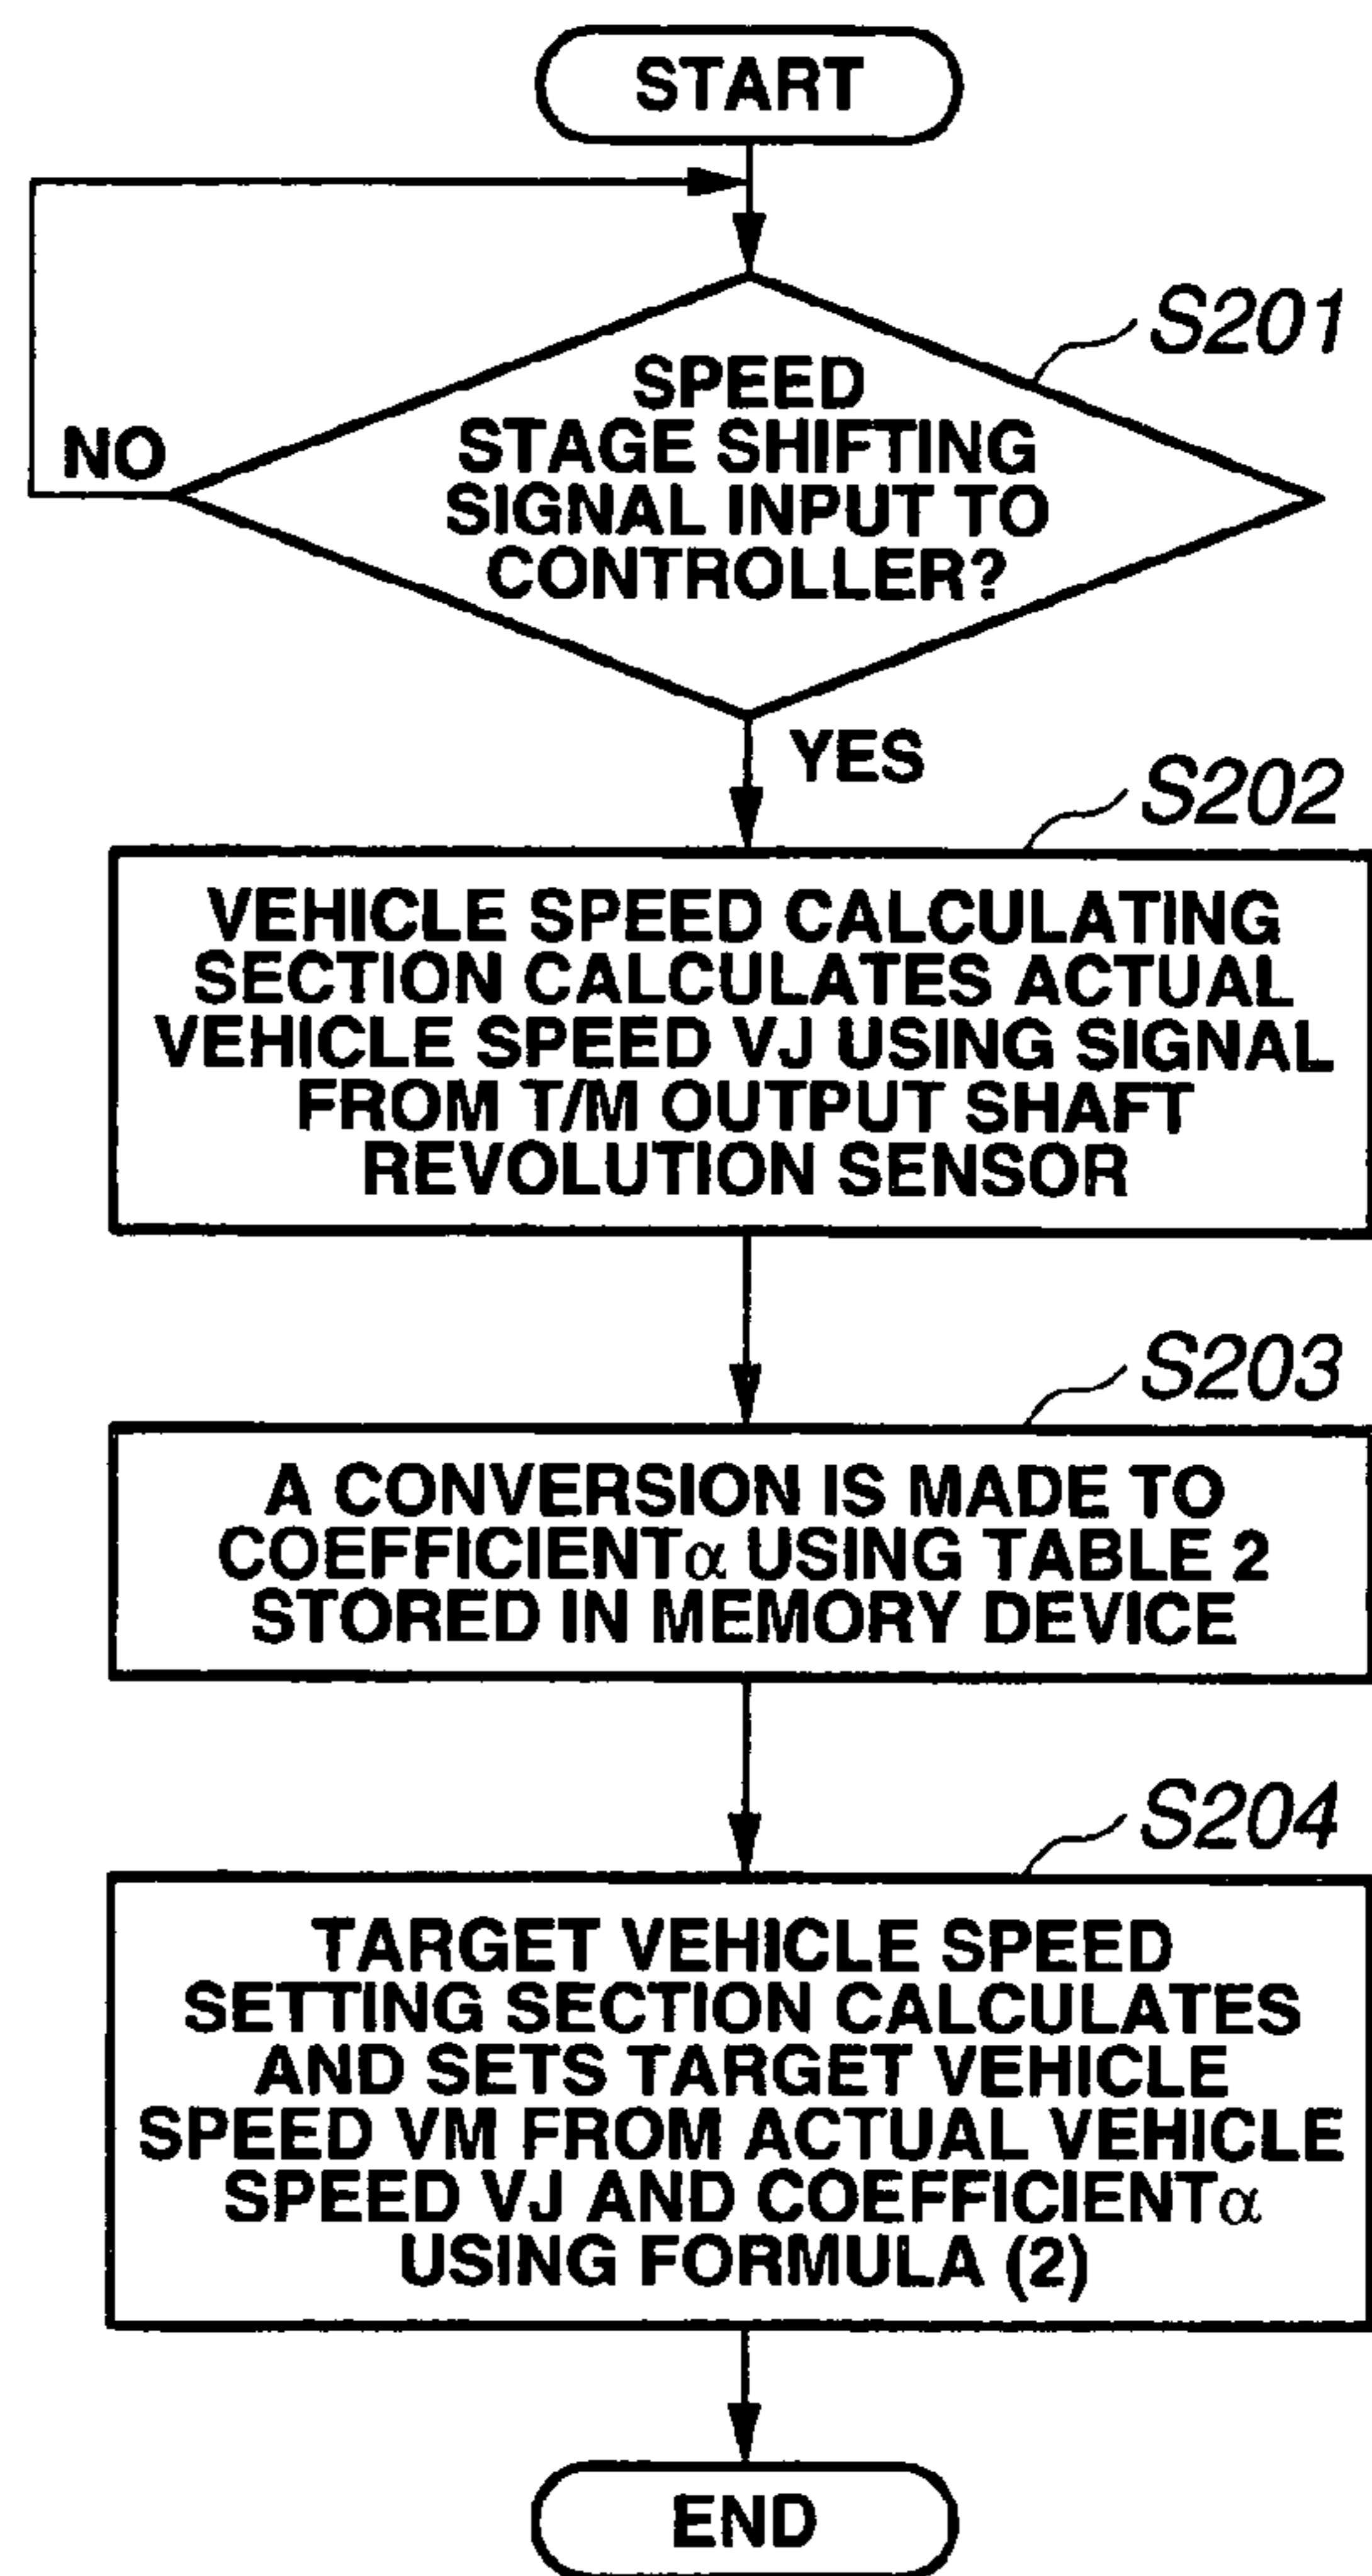 START
S201
SPEED
STAGE SHIFTING
SIGNAL INPUT TO
CONTROLLER?
NO
YES
S202
VEHICLE SPEED CALCULATING
SECTION CALCULATES ACTUAL
VEHICLE SPEED VJ USING SIGNAL
FROM T/M OUTPUT SHAFT
REVOLUTION SENSOR
S203
A CONVERSION IS MADE TO
COEFFICIENTα USING TABLE 2
STORED IN MEMORY DEVICE
S204
TARGET VEHICLE SPEED
SETTING SECTION CALCULATES
AND SETS TARGET VEHICLE
SPEED VM FROM ACTUAL VEHICLE
SPEED VJ AND COEFFICIENTα
USING FORMULA (2)
END